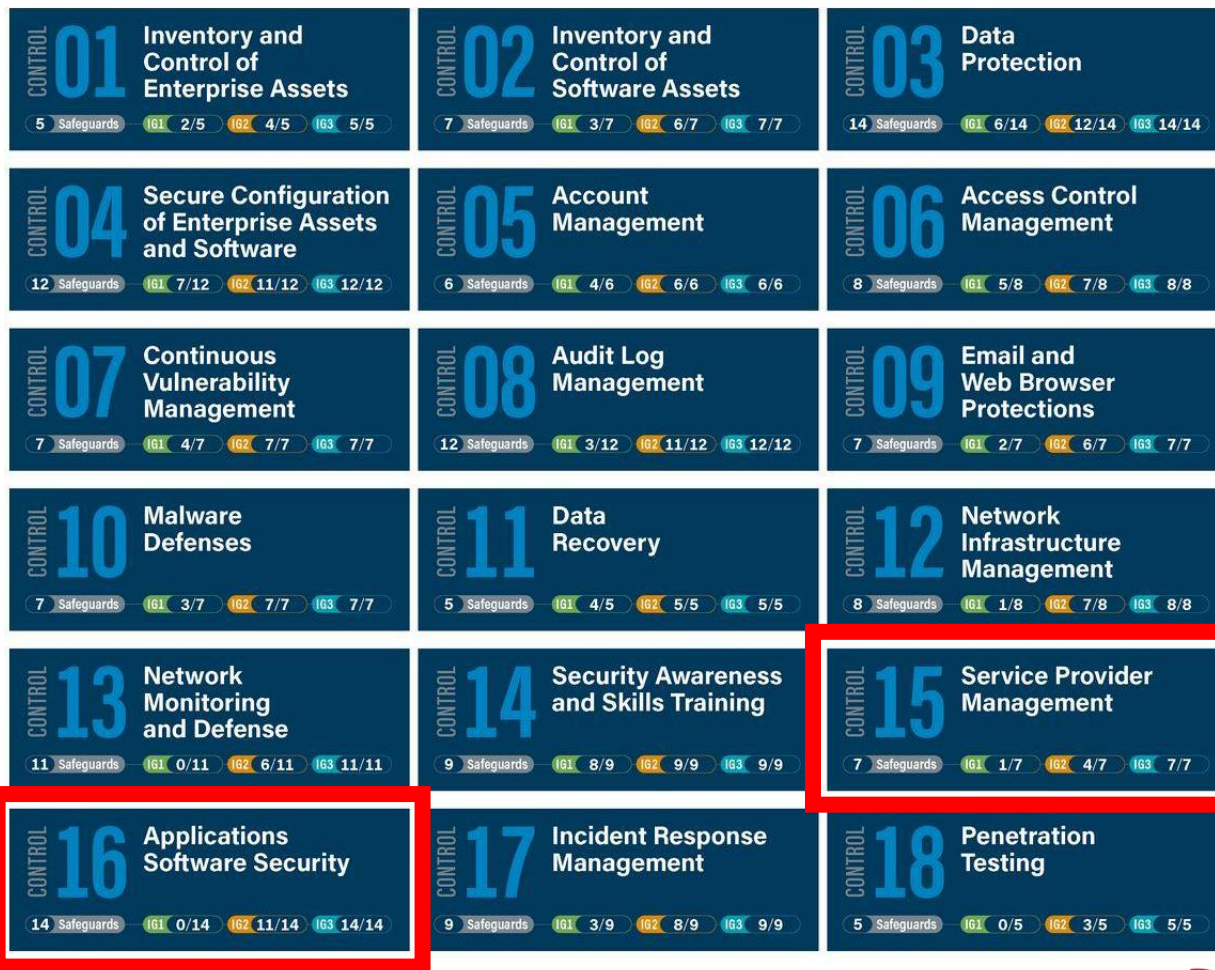 CONTROL
01
Inventory and
Control of
Enterprise Assets
5 Safeguards IG1 2/5 IG2 4/5 IG3 5/5
CONTROL
02
Inventory and
Control of
Software Assets
7 Safeguards IG1 3/7 IG2 6/7 IG3 7/7
CONTROL
03
Data
Protection
14 Safeguards IG1 6/14 IG2 12/14 IG3 14/14
CONTROL
04
Secure Configuration
of Enterprise Assets
and Software
12 Safeguards IG1 7/12 IG2 11/12 IG3 12/12
CONTROL
05
Account
Management
6 Safeguards IG1 4/6 IG2 6/6 IG3 6/6
CONTROL
06
Access Control
Management
8 Safeguards IG1 5/8 IG2 7/8 IG3 8/8
CONTROL
07
Continuous
Vulnerability
Management
7 Safeguards IG1 4/7 IG2 7/7 IG3 7/7
CONTROL
08
Audit Log
Management
12 Safeguards IG1 3/12 IG2 11/12 IG3 12/12
CONTROL
09
Email and
Web Browser
Protections
7 Safeguards IG1 2/7 IG2 6/7 IG3 7/7
CONTROL
10
Malware
Defenses
7 Safeguards IG1 3/7 IG2 7/7 IG3 7/7
CONTROL
11
Data
Recovery
5 Safeguards IG1 4/5 IG2 5/5 IG3 5/5
CONTROL
12
Network
Infrastructure
Management
8 Safeguards IG1 1/8 IG2 7/8 IG3 8/8
CONTROL
13
Network
Monitoring
and Defense
11 Safeguards IG1 0/11 IG2 6/11 IG3 11/11
CONTROL
14
Security Awareness
and Skills Training
9 Safeguards IG1 8/9 IG2 9/9 IG3 9/9
CONTROL
15
Service Provider
Management
7 Safeguards IG1 1/7 IG2 4/7 IG3 7/7
CONTROL
16
Applications
Software Security
14 Safeguards IG1 0/14 IG2 11/14 IG3 14/14
CONTROL
17
Incident Response
Management
9 Safeguards IG1 3/9 IG2 8/9 IG3 9/9
CONTROL
18
Penetration
Testing
5 Safeguards IG1 0/5 IG2 3/5 IG3 5/5